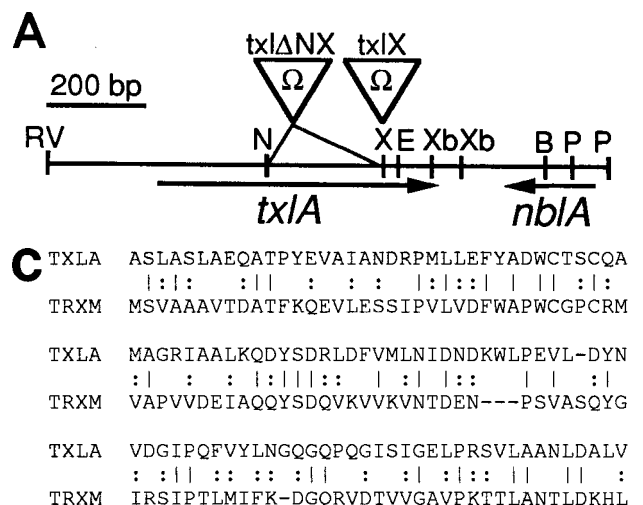 A
txlΔNX txlX
Ω Ω
200 bp
RV N X E Xb Xb B P P
txlA nblA
C
TXLA ASLASLAEQATPYEVAIANDRPMLLEFYADWCTSCQA
TRXM MSVAAAVTDATFKQEVLESSIPVLVDFWAPWCGPCRM
TXLA MAGRIAALKQDYSDRLDFVMLNIDNDKWLPEVL-DYN
TRXM VAPVVDEIAQQYSDQVKVVKVNTDEN---PSVASQYG
TXLA VDGIPQFVYLNGQGQPQGISIGELPRSVLAANLDALV
TRXM IRSIPTLMIFK-DGQRVDTVVGAVPKTTLANTLDKHL